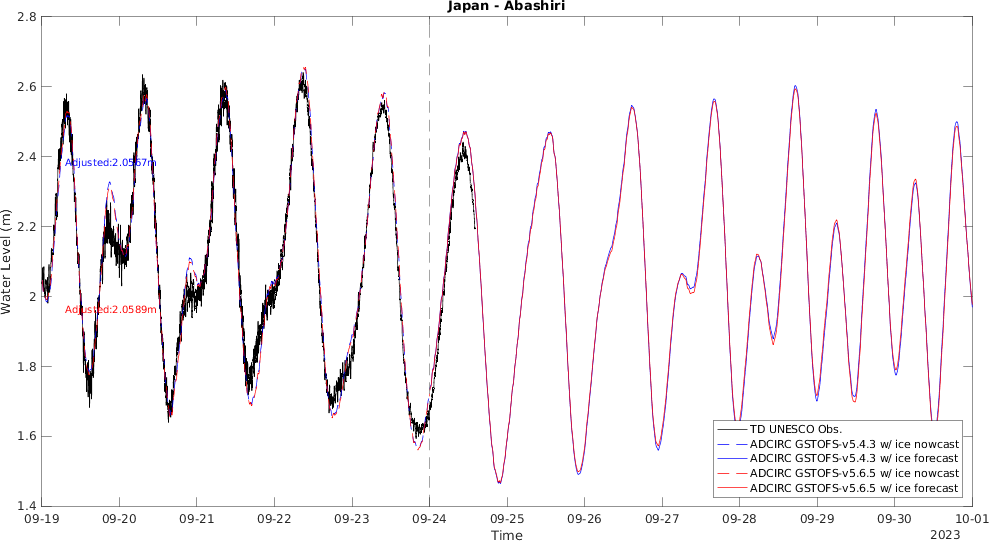 Japan - Abashiri
2.8
2.6
2.4
2.2
2
1.8
1.6
1.4
Water Level (m)
Adjusted:2.0567m
Adjusted:2.0589m
TD UNESCO Obs.
ADCIRC GSTOFS-v5.4.3 w/ ice nowcast
ADCIRC GSTOFS-v5.4.3 w/ ice forecast
ADCIRC GSTOFS-v5.6.5 w/ ice nowcast
ADCIRC GSTOFS-v5.6.5 w/ ice forecast
09-19 09-20 09-21 09-22 09-23 09-24 09-25 09-26 09-27 09-28 09-29 09-30 10-01
Time
2023